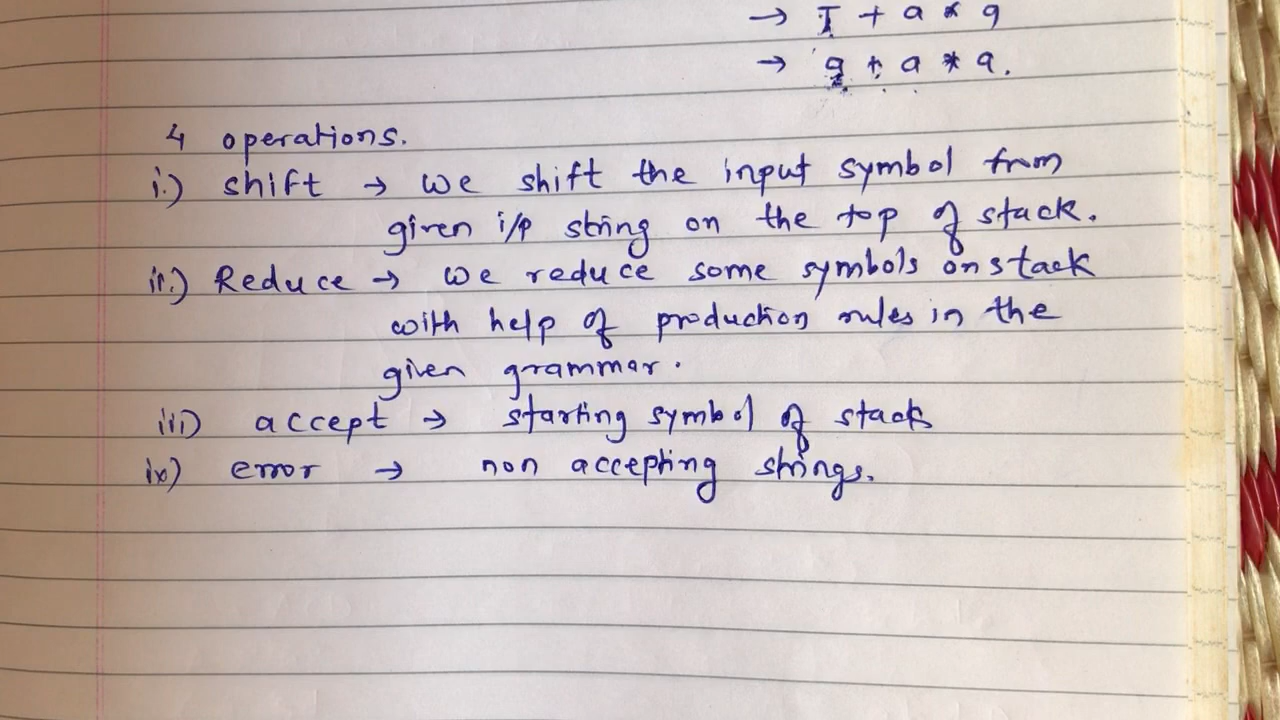 → T + a * a
→ a + a * a.
4 operations.
i.) shift → we shift the input symbol from
given i/p string on the top of stack.
ii.) Reduce → we reduce some symbols on stack
with help of production rules in the
given grammar.
iii) accept → starting symbol of stack
ix) error → non accepting strings.